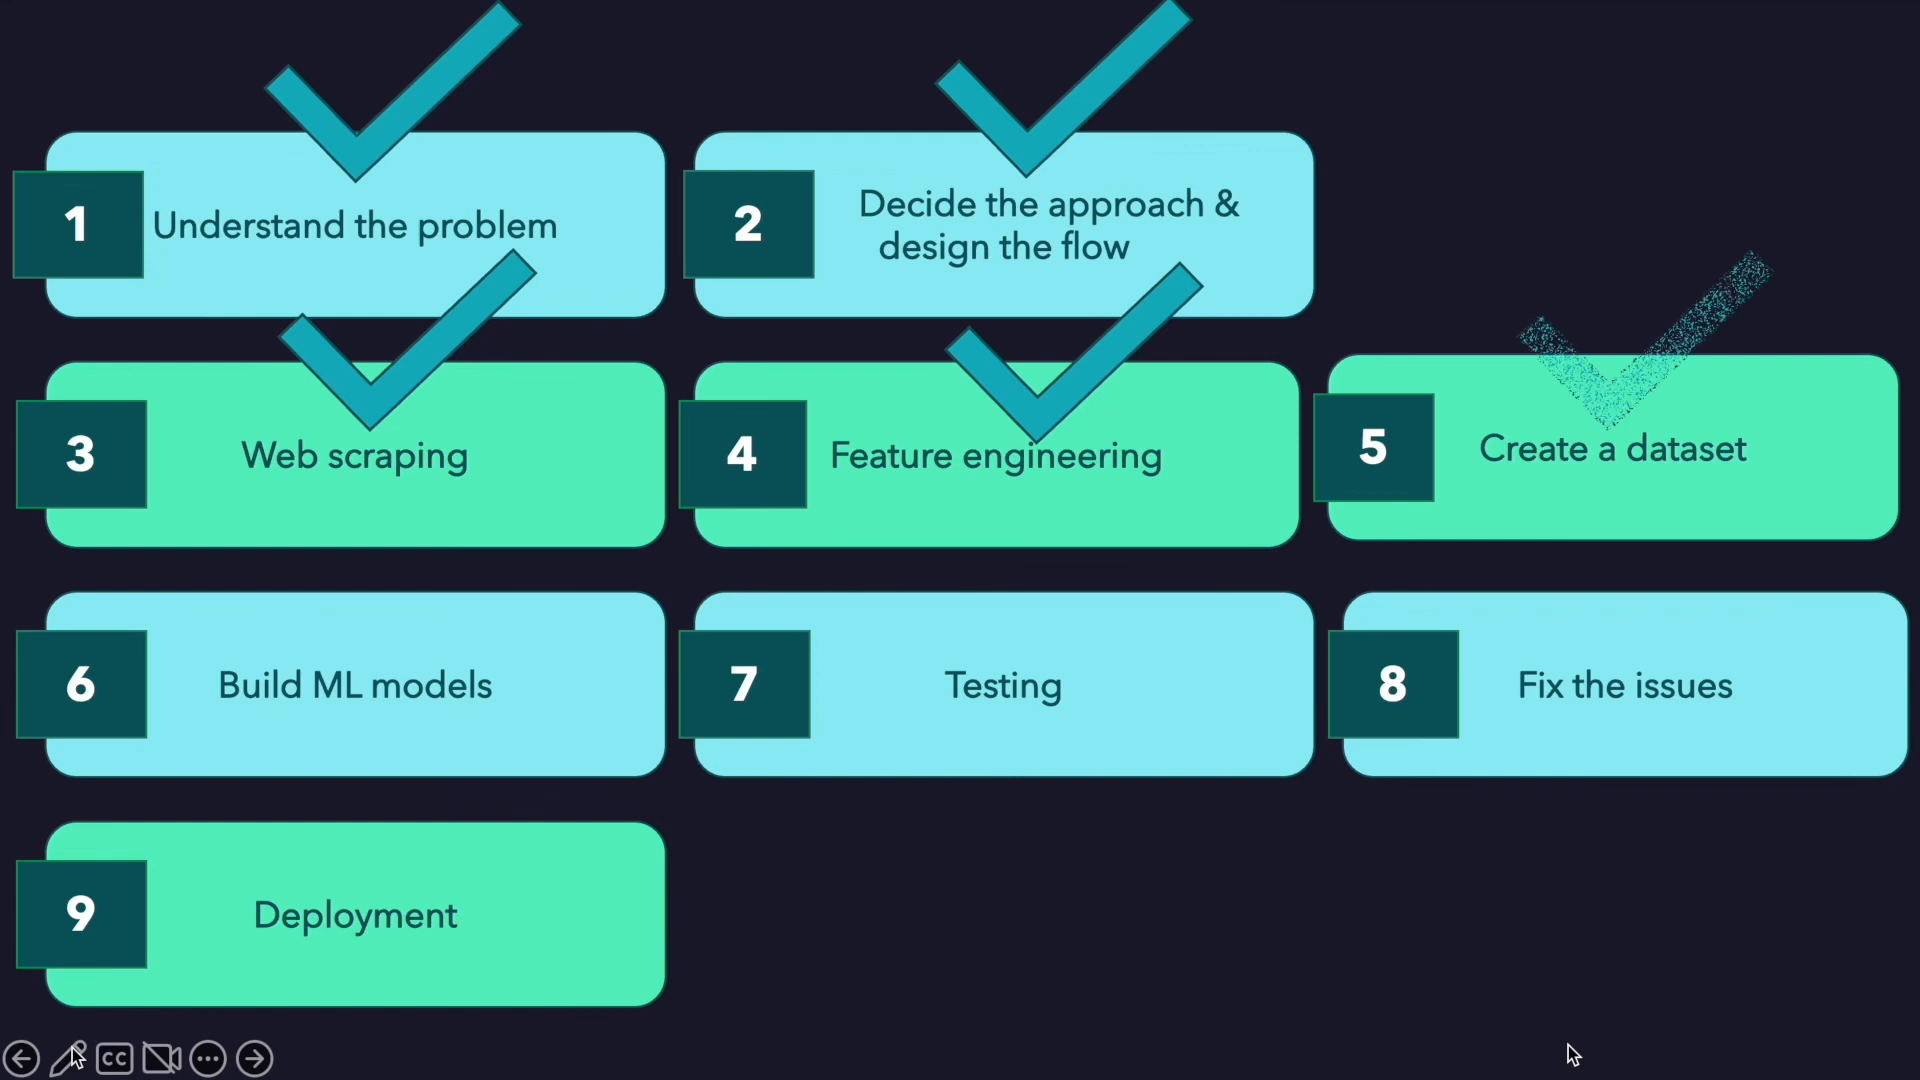 1
Understand the problem
2
Decide the approach &
design the flow
3
Web scraping
4
Feature engineering
5
Create a dataset
6
Build ML models
7
Testing
8
Fix the issues
9
Deployment
CC